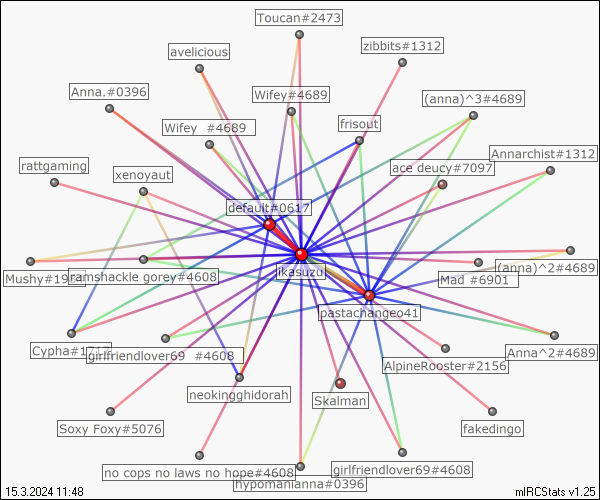 Toucan#2473
zibbits#1312
avelicious
Anna.#0396
Wifey#4689
(anna)^3#4689
Wifey #4689
frisout
Annarchist#1312
rattgaming
xenoyaut
ace deucy#7097
default#0617
ikasuzu
Mushy#19
ramshackle gorey#4608
Mad #6901
(anna)^2#4689
pastachangeo41
Cypha#1
girlfriendlover69 #4608
Anna^2#4689
AlpineRooster#2156
neokingghidorah
Skalman
Soxy Foxy#5076
fakedingo
no cops no laws no hope#4608
girlfriendlover69#4608
hypomanianna#0396
15.3.2024 11:48
mIRCStats v1.25